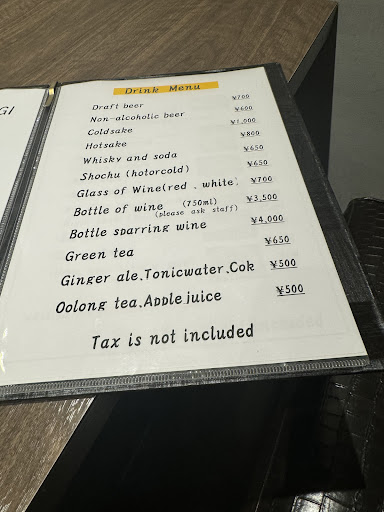 GI
Drink Menu
Draft beer ¥700
Non-alcoholic beer ¥600
Coldsake ¥1,000
Hotsake ¥800
Whisky and soda ¥650
Shochu (hotorcold) ¥650
Glass of Wine(red . white) ¥700
Bottle of wine (750ml) ¥3,500
(please ask staff)
Bottle sparring wine ¥4,000
Green tea ¥650
Ginger ale.Tonicwater.Cok ¥500
Oolong tea.Apple juice ¥500
Tax is not included